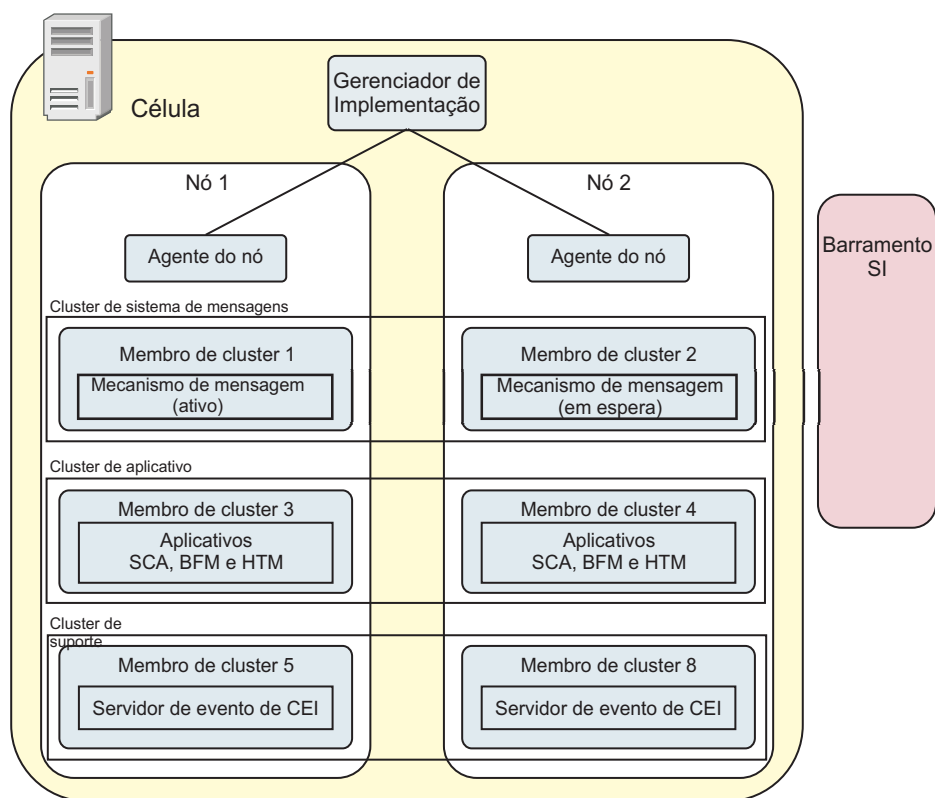 Gerenciador de
Implementação
Célula
Nó 1
Nó 2
Agente do nó
Agente do nó
Barramento
SI
Cluster de sistema de mensagens
Membro de cluster 1
Mecanismo de mensagem
(ativo)
Membro de cluster 2
Mecanismo de mensagem
(em espera)
Cluster de aplicativo
Membro de cluster 3
Aplicativos
SCA, BFM e HTM
Membro de cluster 4
Aplicativos
SCA, BFM e HTM
Cluster de
suporte
Membro de cluster 5
Servidor de evento de CEI
Membro de cluster 8
Servidor de evento de CEI